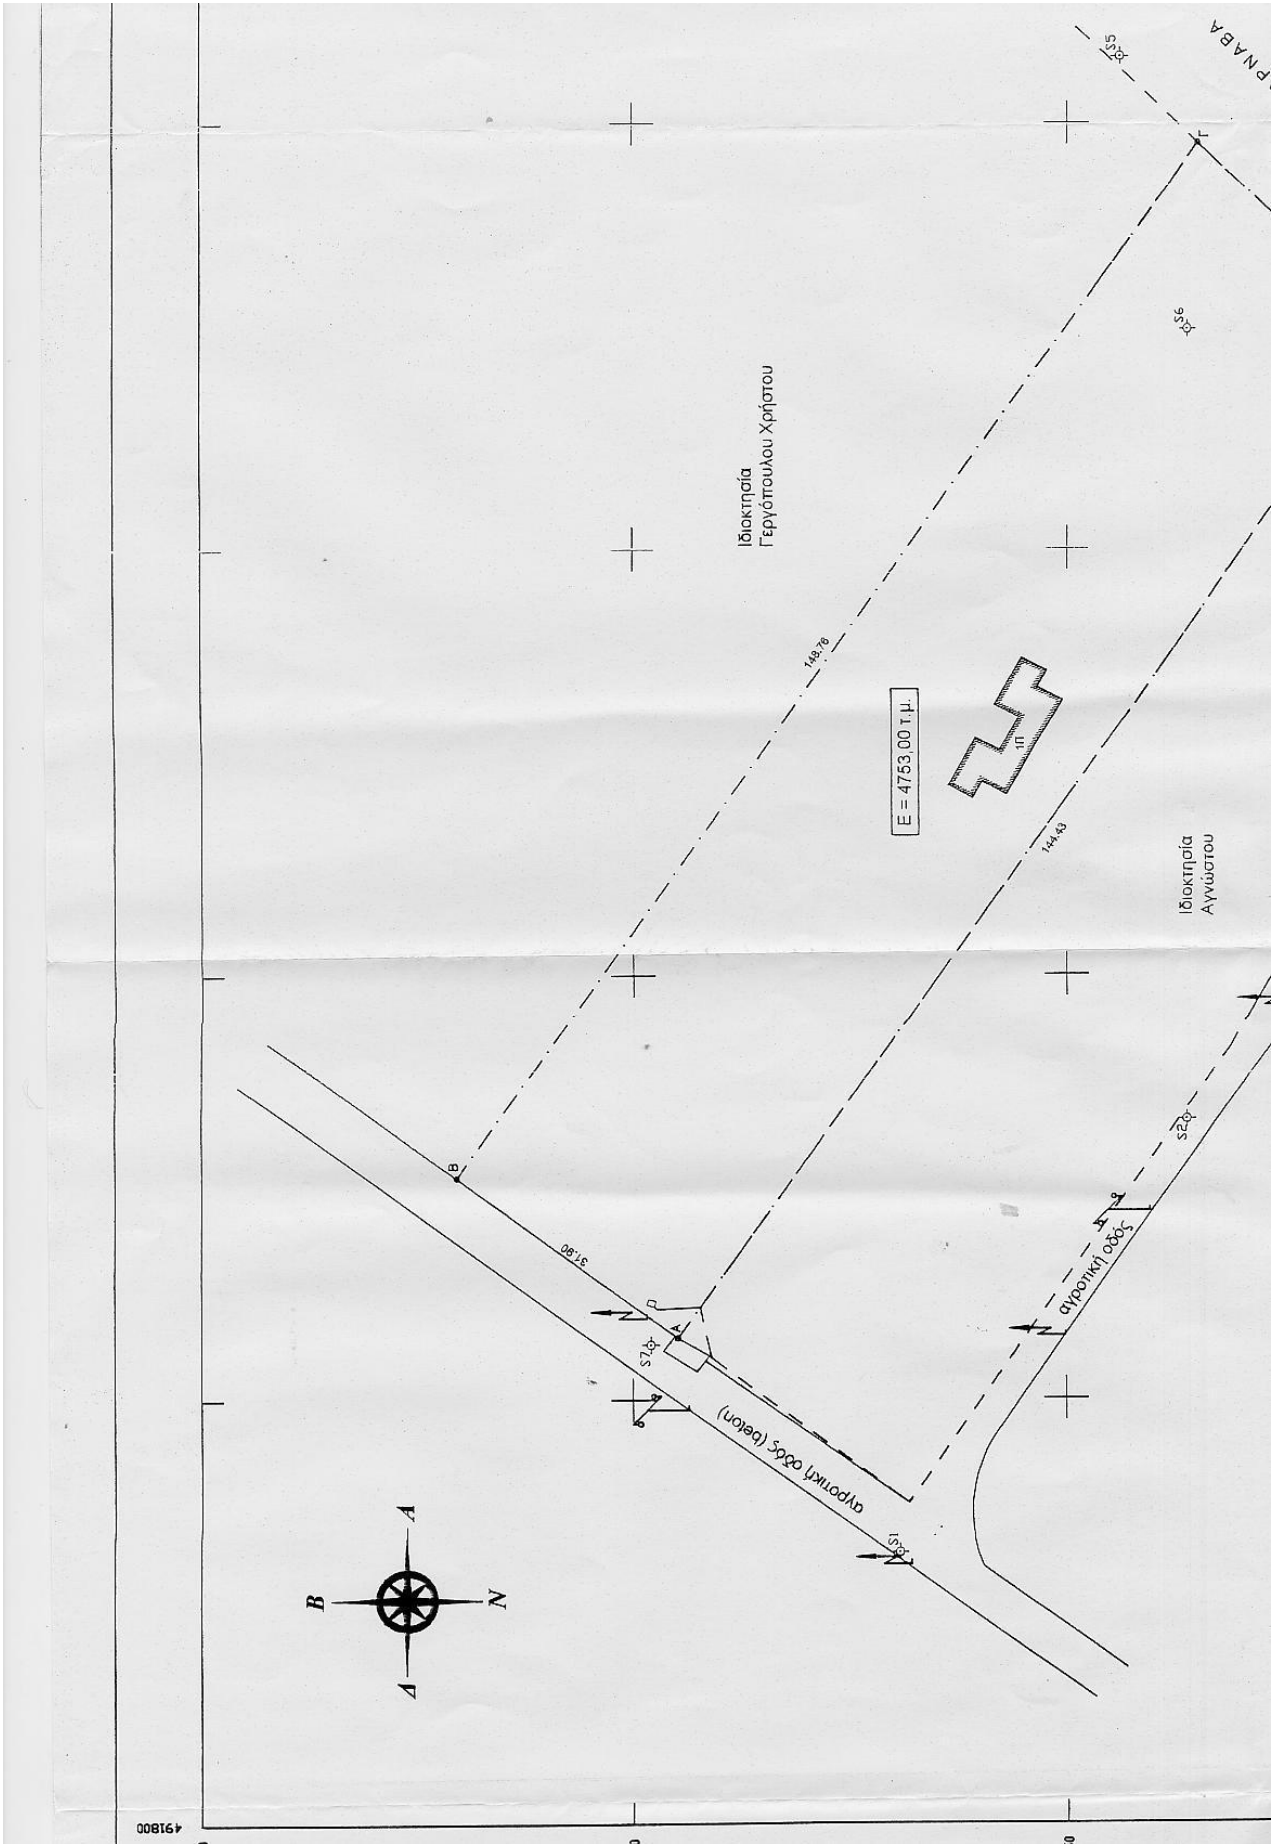 S5
Γ
S6
Ιδιοκτησία
Γεργόπουλου Χρήστου
148.76
E = 4753,00 τ.μ.
1Π
144.43
Ιδιοκτησία
Αγνώστου
B
31.90
A
S7
S2
αγροτική οδός
αγροτική οδός (beton)
S1
B
A
N
Δ
491800